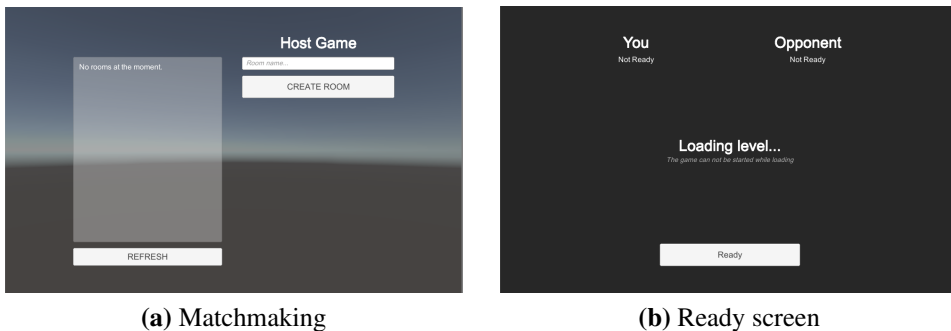 Host Game
No rooms at the moment.
Room name...
CREATE ROOM
REFRESH
(a) Matchmaking
You
Opponent
Not Ready
Not Ready
Loading level...
The game can not be started while loading
Ready
(b) Ready screen